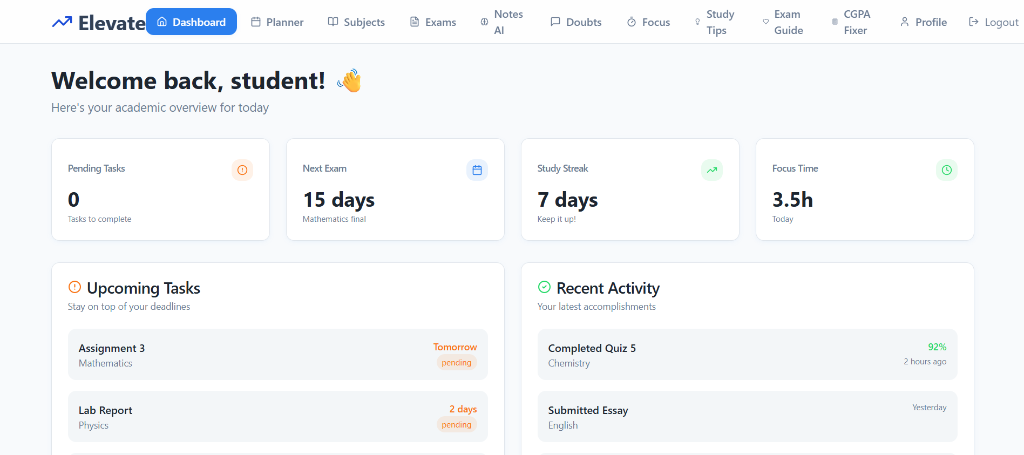 Elevate
Dashboard
Planner
Subjects
Exams
Notes
AI
Doubts
Focus
Study
Tips
Exam
Guide
CGPA
Fixer
Profile
Logout
Welcome back, student! 👋
Here's your academic overview for today
Pending Tasks
0
Tasks to complete
Next Exam
15 days
Mathematics final
Study Streak
7 days
Keep it up!
Focus Time
3.5h
Today
Upcoming Tasks
Stay on top of your deadlines
Assignment 3
Tomorrow
Mathematics
pending
Lab Report
2 days
Physics
pending
Recent Activity
Your latest accomplishments
Completed Quiz 5
92%
Chemistry
2 hours ago
Submitted Essay
Yesterday
English